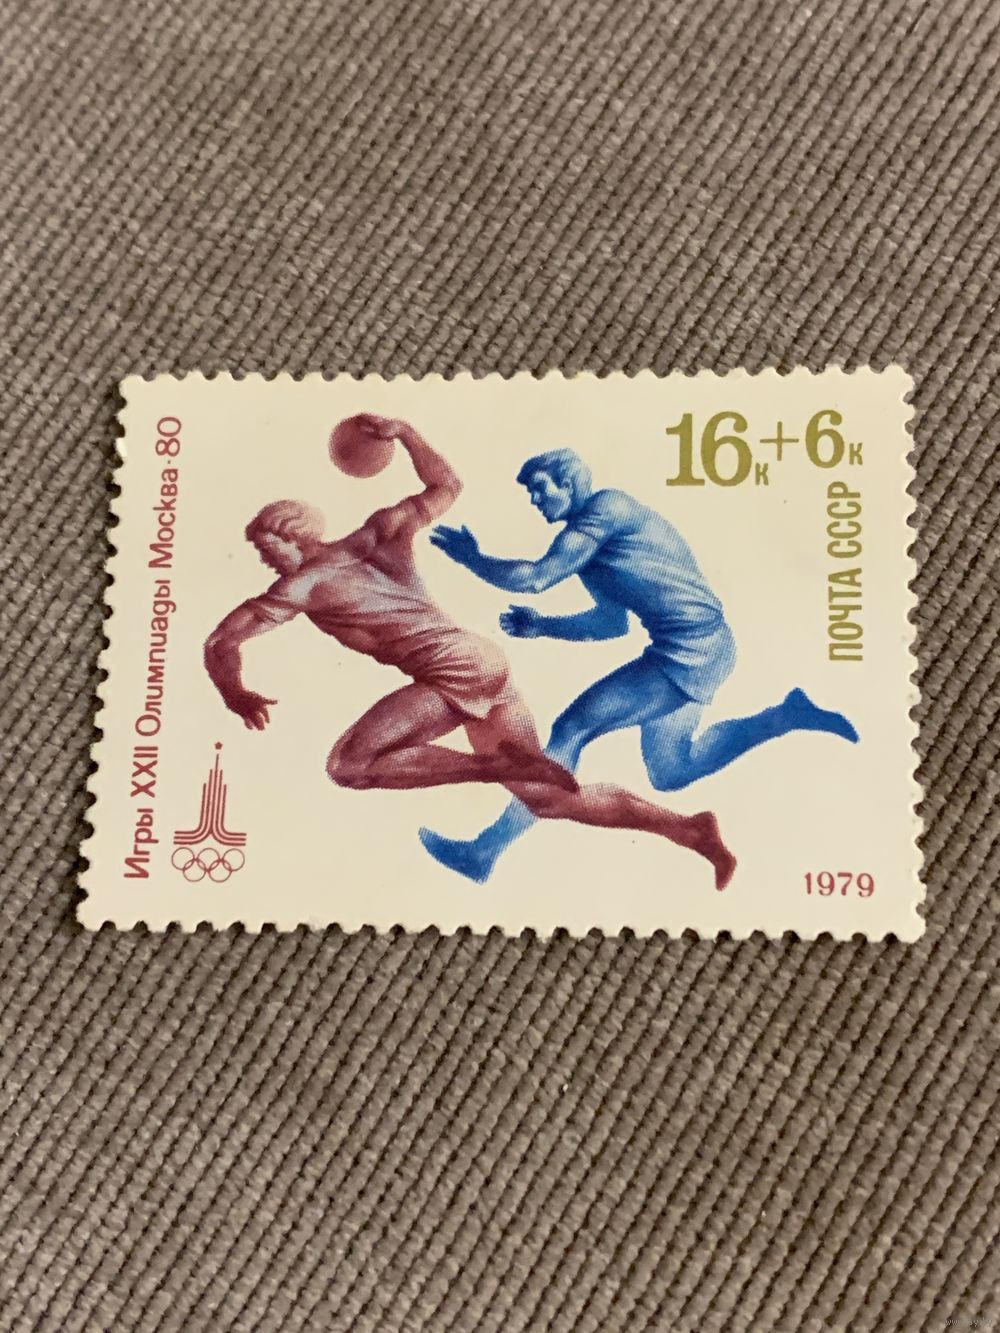 Игры XXII Олимпиады Москва·80
16к+6к
ПОЧТА СССР
1979